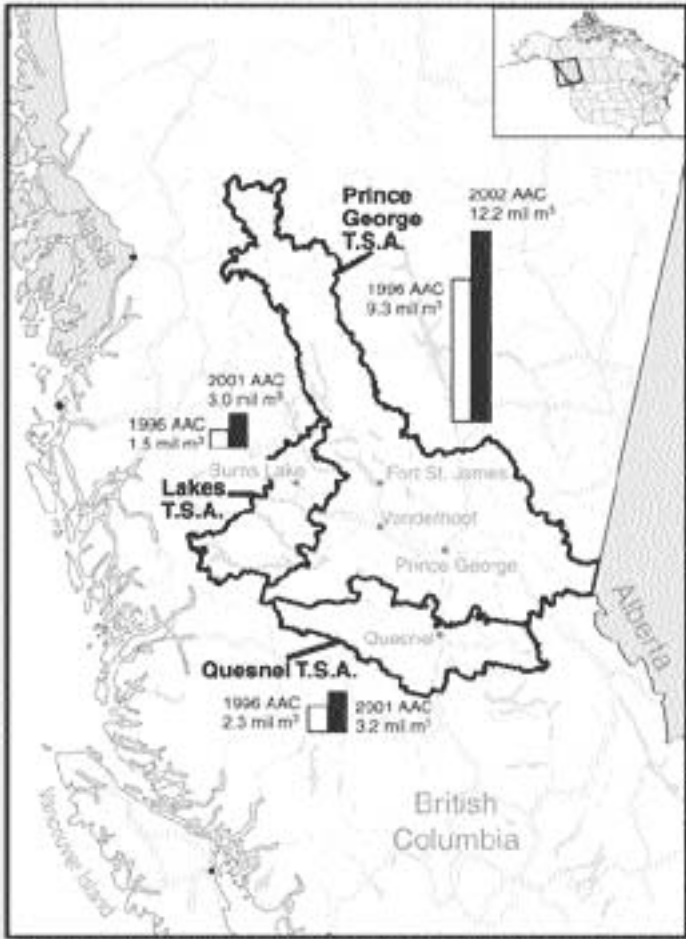 Prince
George
T.S.A.
2002 AAC
12.2 mil m³
1996 AAC
9.3 mil m³
2001 AAC
3.0 mil m³
1996 AAC
1.5 mil m³
Burns Lake
Fort St. James
Lakes
T.S.A.
Vanderhoof
Prince George
Alberta
Quesnel
Quesnel T.S.A.
1996 AAC
2.3 mil m³
2001 AAC
3.2 mil m³
British
Columbia
Vancouver Island